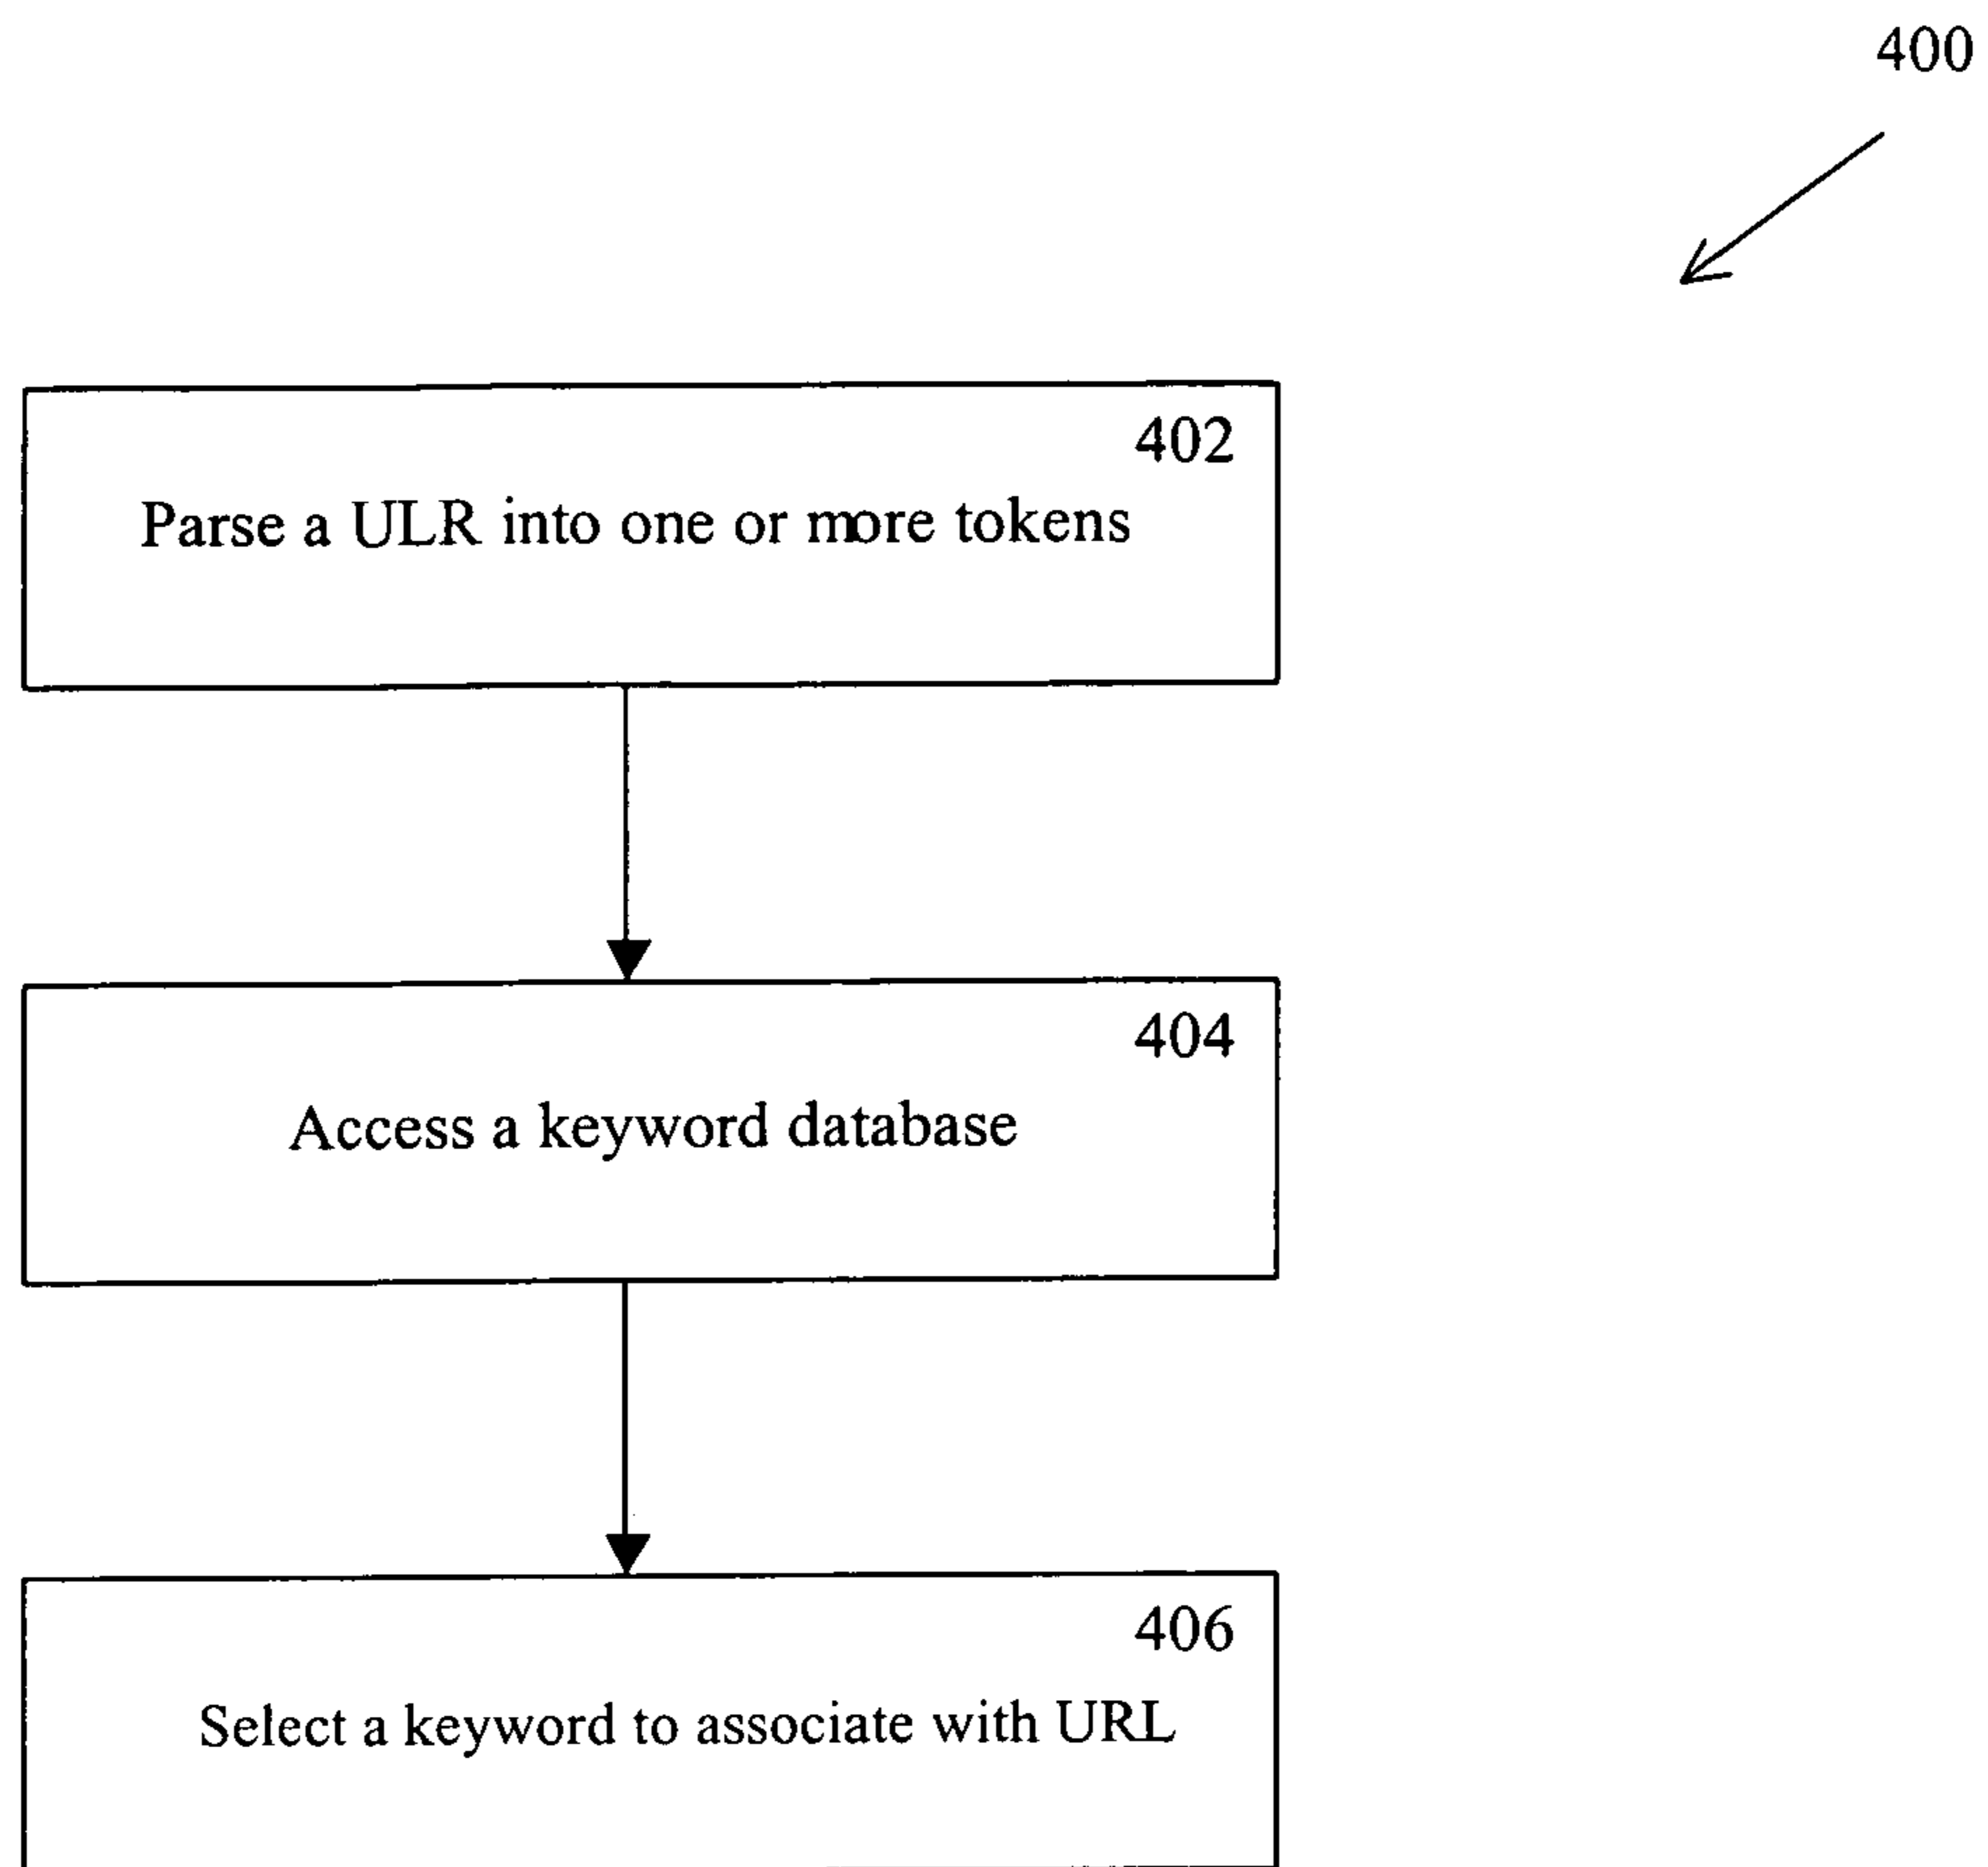 400
402
Parse a ULR into one or more tokens
404
Access a keyword database
406
Select a keyword to associate with URL